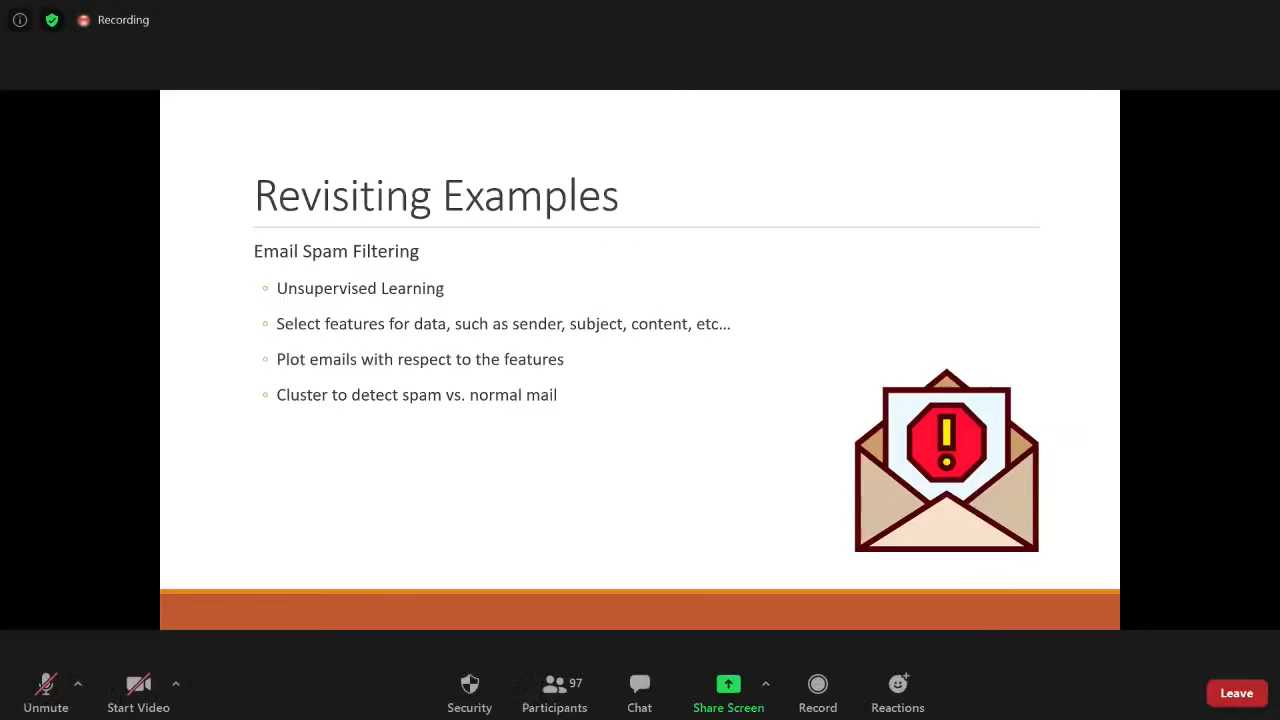 Recording
Revisiting Examples
Email Spam Filtering
Unsupervised Learning
Select features for data, such as sender, subject, content, etc...
Plot emails with respect to the features
Cluster to detect spam vs. normal mail
97
Unmute
Start Video
Security
Participants
Chat
Share Screen
Record
Reactions
Leave